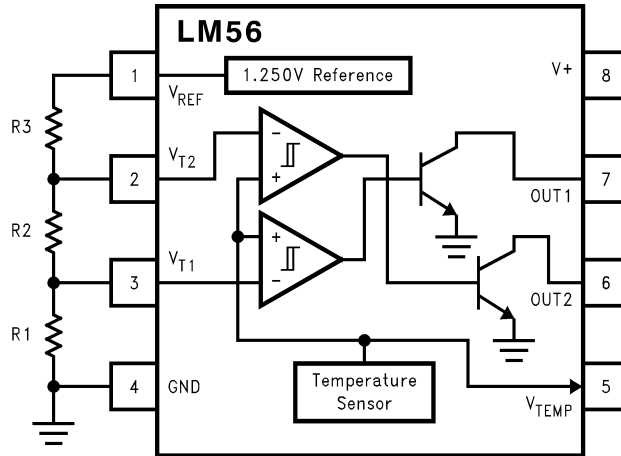 LM56
1
V_REF
1.250V Reference
V+
8
R3
2
V_T2
−
+
7
OUT1
R2
3
V_T1
+
−
6
OUT2
R1
4
GND
Temperature
Sensor
5
V_TEMP